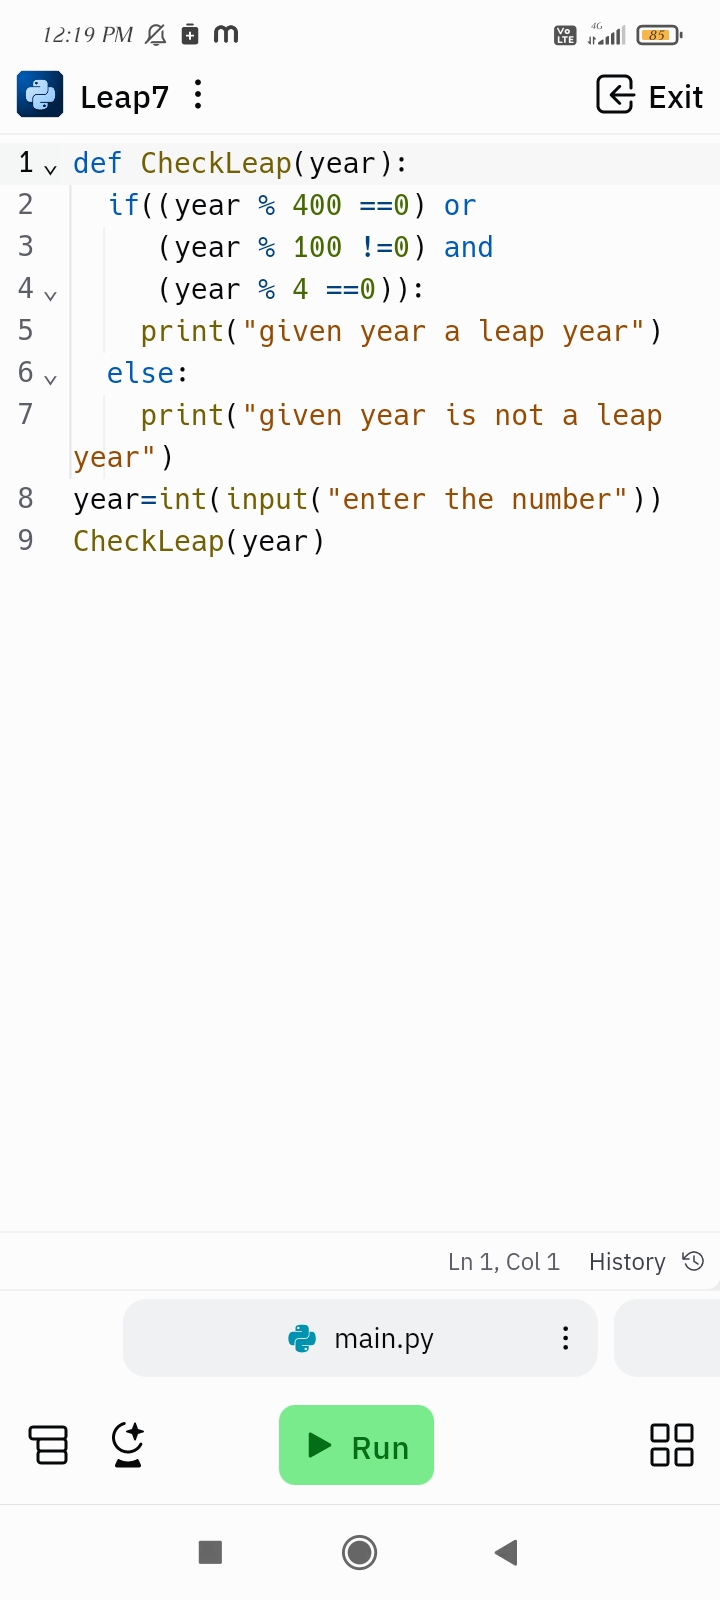 12:19 PM m Vo LTE 4G 85
Leap7 Exit
1 def CheckLeap(year):
2 if((year % 400 ==0) or
3 (year % 100 !=0) and
4 (year % 4 ==0)):
5 print("given year a leap year")
6 else:
7 print("given year is not a leap
year")
8 year=int(input("enter the number"))
9 CheckLeap(year)
Ln 1, Col 1 History
main.py
Run